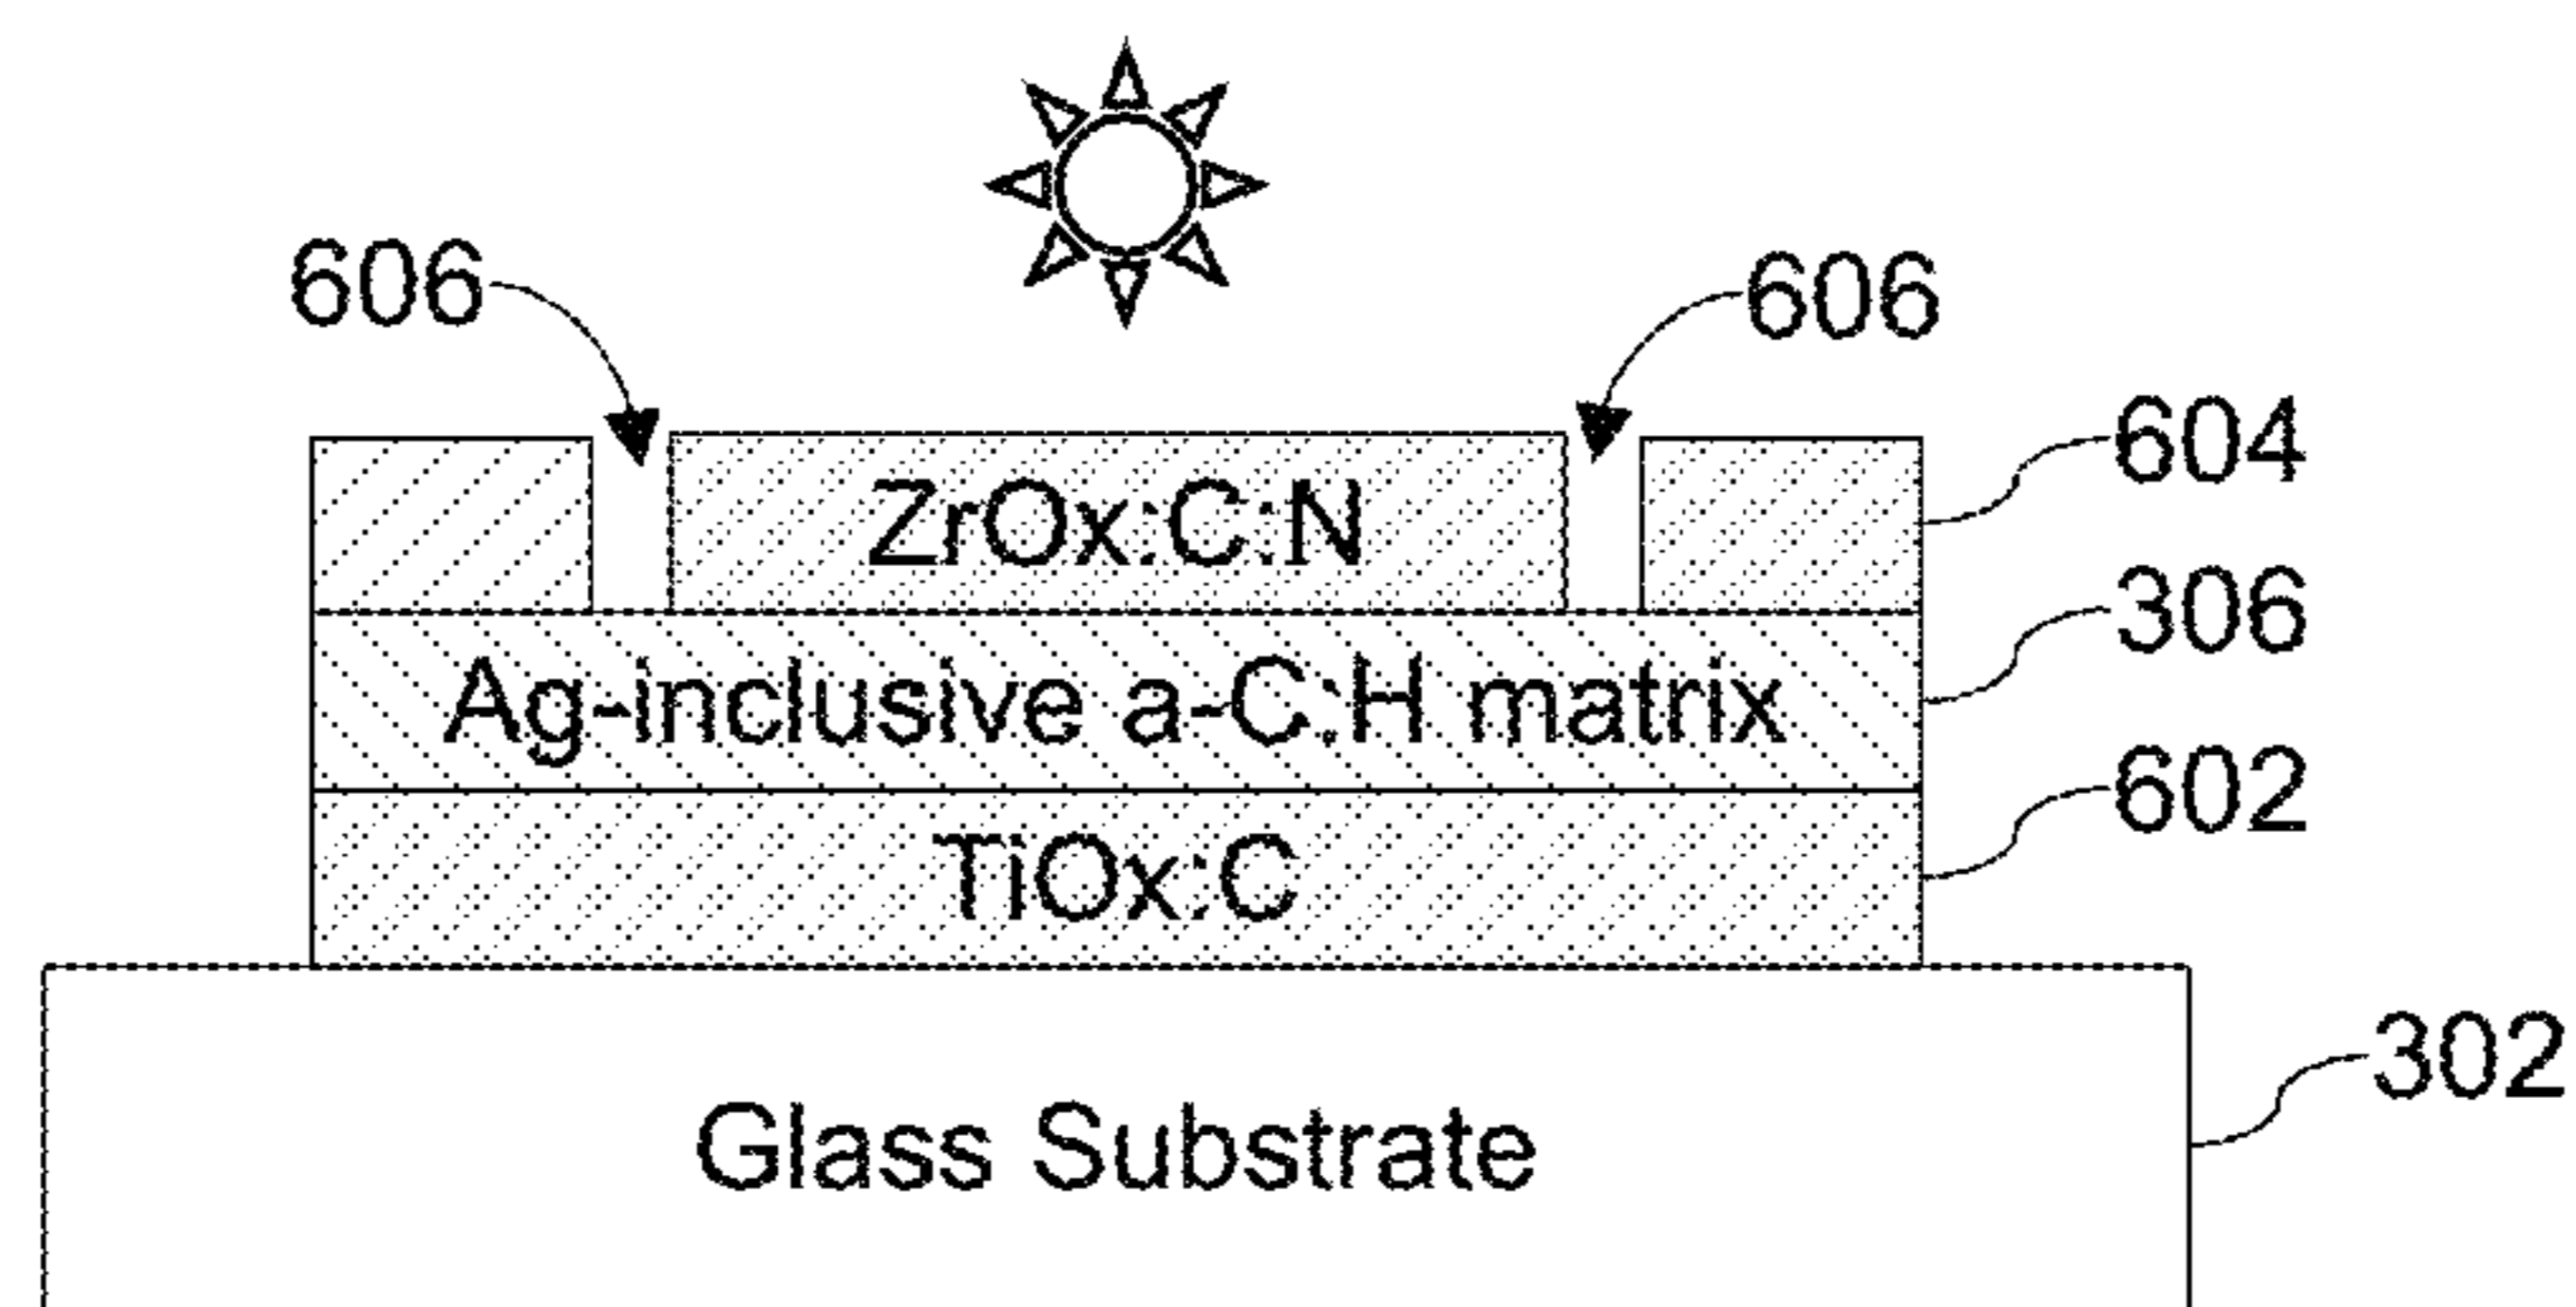 606
606
604
ZrOx:C:N
306
Ag-inclusive a-C:H matrix
602
TiOx:C
302
Glass Substrate